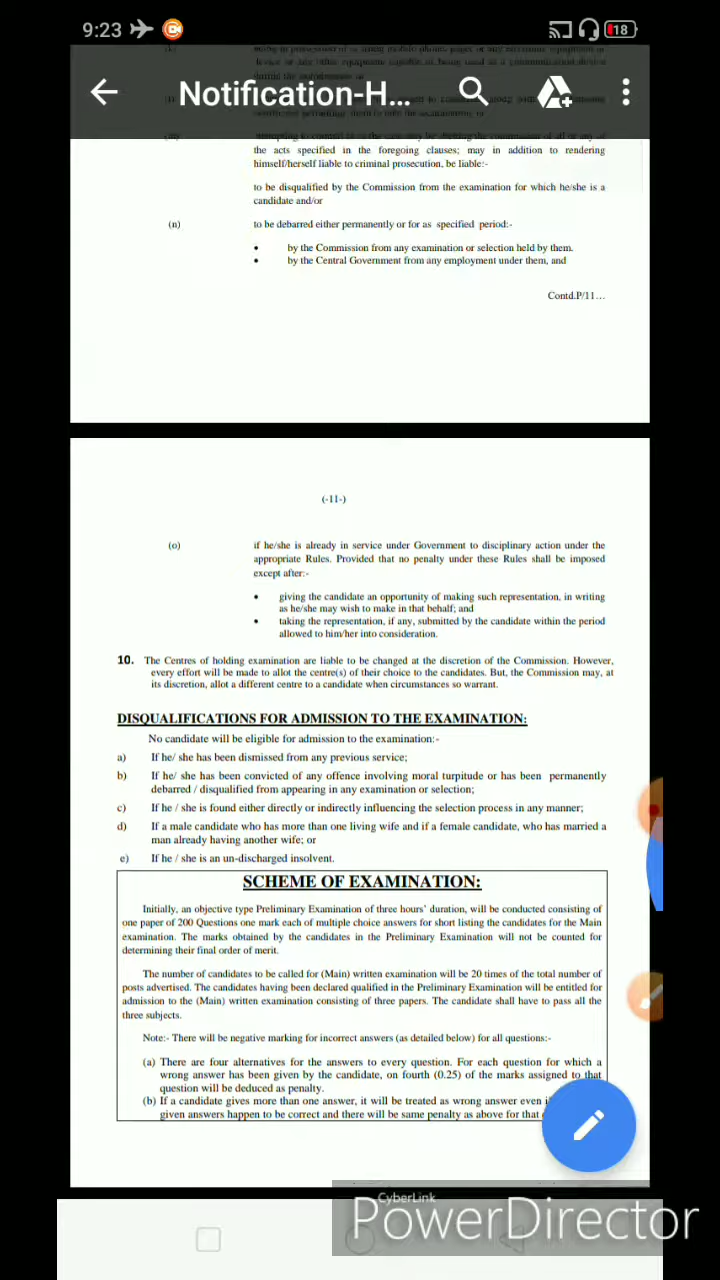 9:23
18
Notification-H...
the acts specified in the foregoing clauses; may in addition to rendering
himself/herself liable to criminal prosecution, be liable:-
to be disqualified by the Commission from the examination for which he/she is a
candidate and/or
(n) to be debarred either permanently or for as specified period:-
• by the Commission from any examination or selection held by them.
• by the Central Government from any employment under them, and
Contd.P/11...
(-11-)
(o) if he/she is already in service under Government to disciplinary action under the
appropriate Rules. Provided that no penalty under these Rules shall be imposed
except after:-
• giving the candidate an opportunity of making such representation, in writing
as he/she may wish to make in that behalf; and
• taking the representation, if any, submitted by the candidate within the period
allowed to him/her into consideration.
10. The Centres of holding examination are liable to be changed at the discretion of the Commission. However,
every effort will be made to allot the centre(s) of their choice to the candidates. But, the Commission may, at
its discretion, allot a different centre to a candidate when circumstances so warrant.
DISQUALIFICATIONS FOR ADMISSION TO THE EXAMINATION:
No candidate will be eligible for admission to the examination:-
a) If he/ she has been dismissed from any previous service;
b) If he/ she has been convicted of any offence involving moral turpitude or has been permanently
debarred / disqualified from appearing in any examination or selection;
c) If he / she is found either directly or indirectly influencing the selection process in any manner;
d) If a male candidate who has more than one living wife and if a female candidate, who has married a
man already having another wife; or
e) If he / she is an un-discharged insolvent.
SCHEME OF EXAMINATION:
Initially, an objective type Preliminary Examination of three hours' duration, will be conducted consisting of
one paper of 200 Questions one mark each of multiple choice answers for short listing the candidates for the Main
examination. The marks obtained by the candidates in the Preliminary Examination will not be counted for
determining their final order of merit.
The number of candidates to be called for (Main) written examination will be 20 times of the total number of
posts advertised. The candidates having been declared qualified in the Preliminary Examination will be entitled for
admission to the (Main) written examination consisting of three papers. The candidate shall have to pass all the
three subjects.
Note:- There will be negative marking for incorrect answers (as detailed below) for all questions:-
(a) There are four alternatives for the answers to every question. For each question for which a
wrong answer has been given by the candidate, on fourth (0.25) of the marks assigned to that
question will be deducted as penalty.
(b) If a candidate gives more than one answer, it will be treated as wrong answer even
given answers happen to be correct and there will be same penalty as above for that
CyberLink
PowerDirector